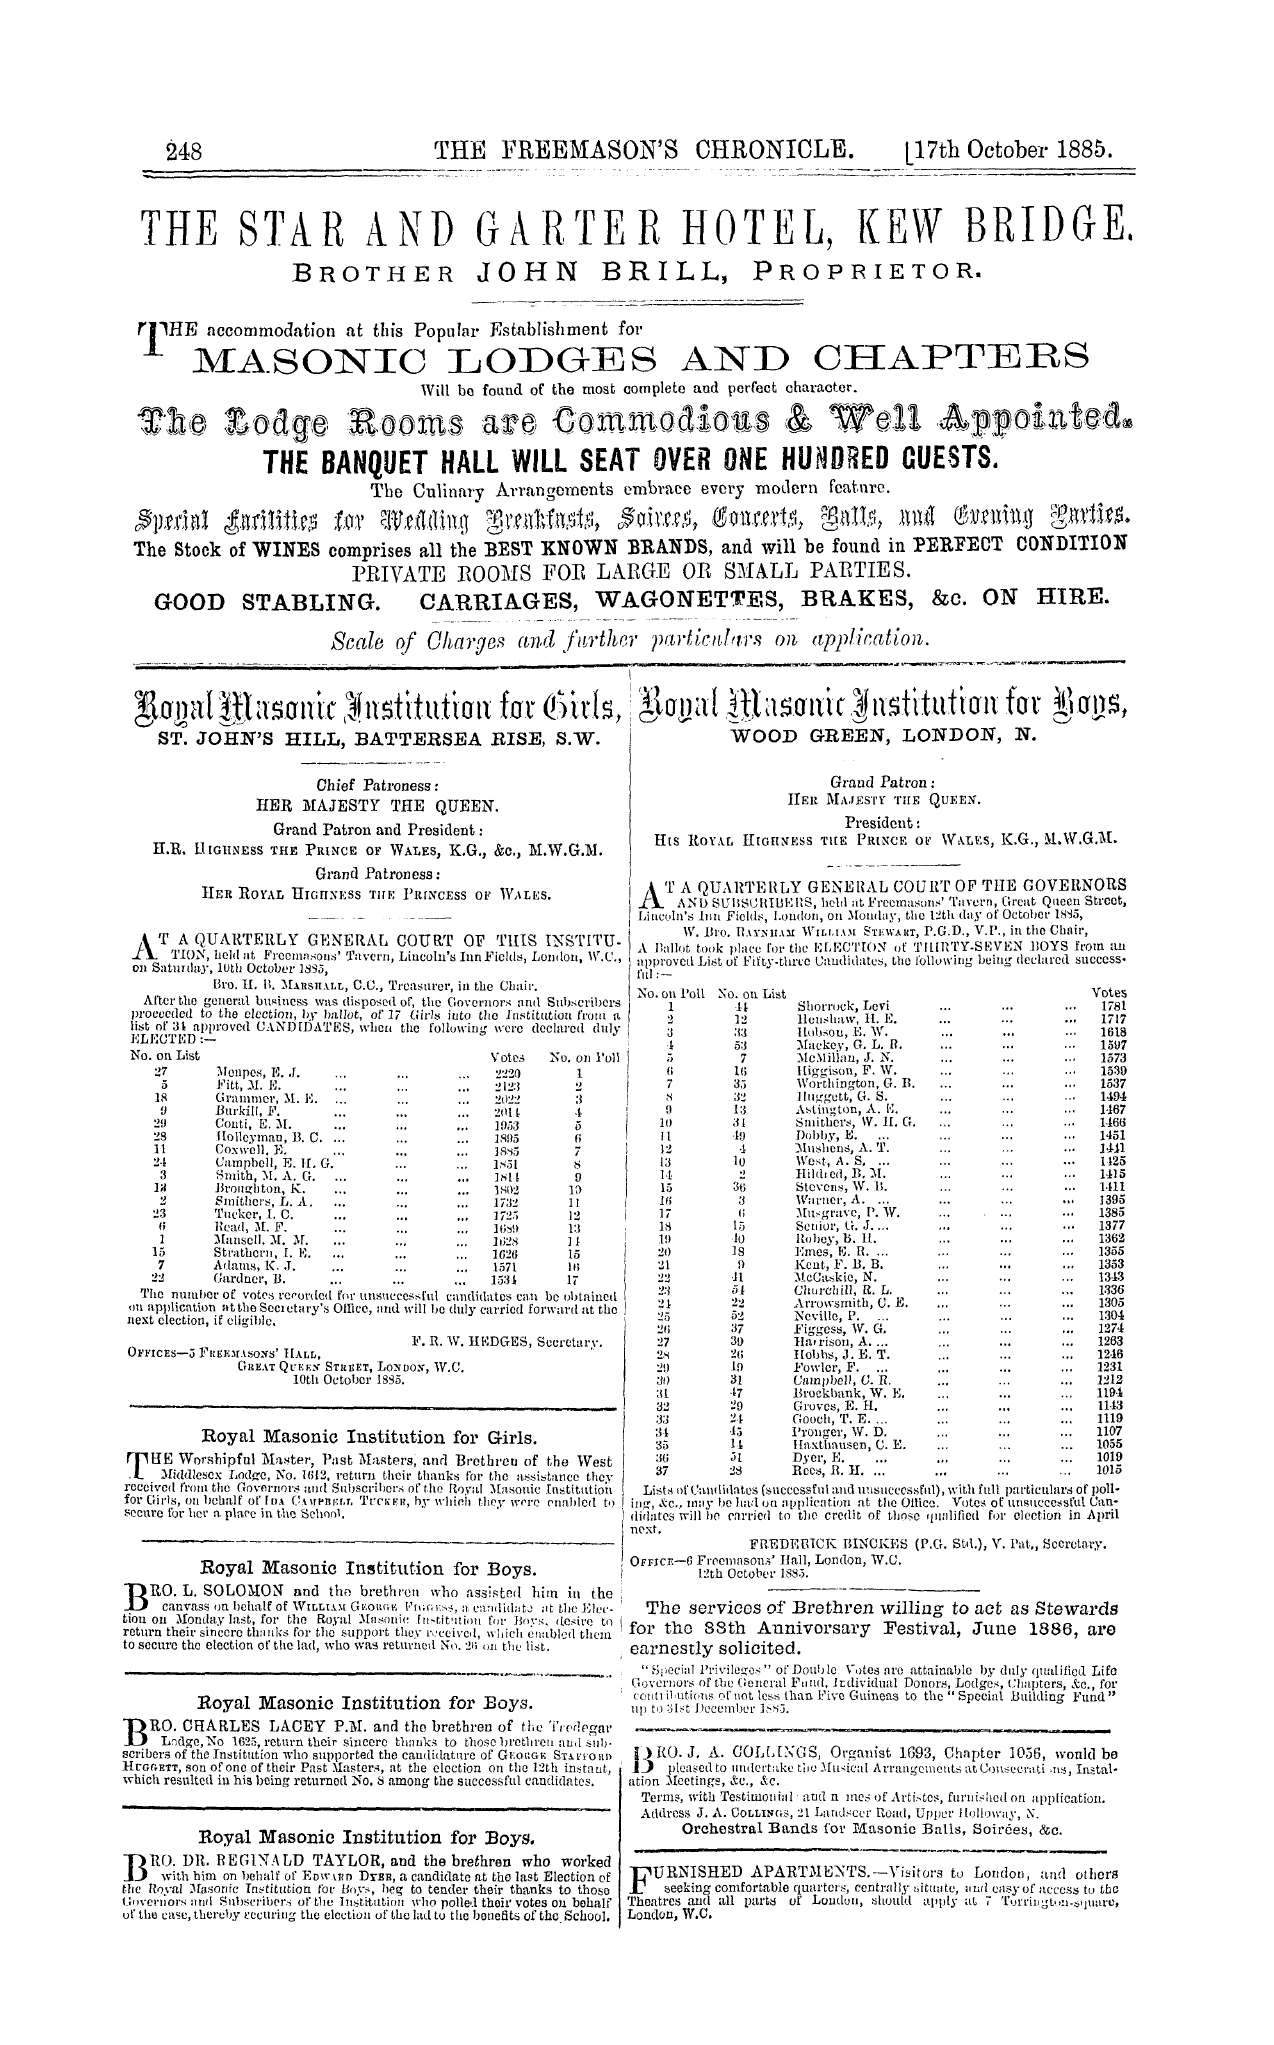 248 THE FREEMASON'S CHRONICLE. [17th October 1885.
THE STAR AND GARTER HOTEL, KEW BRIDGE.
BROTHER JOHN BRILL, PROPRIETOR.
THE accommodation at this Popular Establishment for
MASONIC LODGES AND CHAPTERS
Will be found of the most complete and perfect character.
The Lodge Rooms are Commodious & Well Appointed.
THE BANQUET HALL WILL SEAT OVER ONE HUNDRED GUESTS.
The Culinary Arrangements embrace every modern feature.
Special Facilities for Wedding Breakfasts, Soirees, Concerts, Balls, and Evening Parties.
The Stock of WINES comprises all the BEST KNOWN BRANDS, and will be found in PERFECT CONDITION
PRIVATE ROOMS FOR LARGE OR SMALL PARTIES.
GOOD STABLING. CARRIAGES, WAGONETTES, BRAKES, &c. ON HIRE.
Scale of Charges and further particulars on application.
Royal Masonic Institution for Girls,
ST. JOHN'S HILL, BATTERSEA RISE, S.W.
Chief Patroness:
HER MAJESTY THE QUEEN.
Grand Patron and President:
H.R. HIGHNESS THE PRINCE OF WALES, K.G., &c., M.W.G.M.
Grand Patroness:
HER ROYAL HIGHNESS THE PRINCESS OF WALES.
AT A QUARTERLY GENERAL COURT OF THIS INSTITU-
TION, held at Freemasons' Tavern, Lincoln's Inn Fields, London, W.C.,
on Saturday, 10th October 1885,
Bro. H. B. MARSHALL, C.C., Treasurer, in the Chair.
After the general business was disposed of, the Governors and Subscribers
proceeded to the election, by ballot, of 17 Girls into the Institution from a
list of 34 approved CANDIDATES, when the following were declared duly
ELECTED:—
No. on List Votes No. on Poll
27 Menpes, E. J. ... ... ... 2220 1
5 Fitt, M. E. ... ... ... 2123 2
18 Grammer, M. E. ... ... ... 2022 3
9 Burkill, F. ... ... ... 2014 4
29 Conti, E. M. ... ... ... 1953 5
28 Holleyman, B. C. ... ... ... 1895 6
11 Coxwell, E. ... ... ... 1885 7
24 Campbell, E. H. G. ... ... 1851 8
3 Smith, M. A. G. ... ... ... 1814 9
13 Broughton, K. ... ... ... 1802 10
2 Smithers, L. A. ... ... ... 1732 11
23 Tucker, I. C. ... ... ... 1725 12
6 Read, M. F. ... ... ... 1689 13
1 Mansell, M. M. ... ... ... 1628 14
15 Strathern, I. E. ... ... ... 1626 15
7 Adams, K. J. ... ... ... 1571 16
22 Gardner, B. ... ... ... 1534 17
The number of votes recorded for unsuccessful candidates can be obtained
on application at the Secretary's Office, and will be duly carried forward at the
next election, if eligible.
F. R. W. HEDGES, Secretary.
OFFICES—5 FREEMASONS' HALL,
GREAT QUEEN STREET, LONDON, W.C.
10th October 1885.
Royal Masonic Institution for Girls.
THE Worshipful Master, Past Masters, and Brethren of the West
Middlesex Lodge, No. 1612, return their thanks for the assistance they
received from the Governors and Subscribers of the Royal Masonic Institution
for Girls, on behalf of IDA CAMPBELL TUCKER, by which they were enabled to
secure for her a place in the School.
Royal Masonic Institution for Boys.
BRO. L. SOLOMON and the brethren who assisted him in the
canvass on behalf of WILLIAM GEORGE FIGGESS, a candidate at the Elec-
tion on Monday last, for the Royal Masonic Institution for Boys, desire to
return their sincere thanks for the support they received, which enabled them
to secure the election of the lad, who was returned No. 26 on the list.
Royal Masonic Institution for Boys.
BRO. CHARLES LACEY P.M. and the brethren of the Tredegar
Lodge, No 1625, return their sincere thanks to those brethren and sub-
scribers of the Institution who supported the candidature of GEORGE STAFFORD
HUGGETT, son of one of their Past Masters, at the election on the 12th instant,
which resulted in his being returned No. 8 among the successful candidates.
Royal Masonic Institution for Boys.
BRO. DR. REGINALD TAYLOR, and the brethren who worked
with him on behalf of EDWARD DYER, a candidate at the last Election of
the Royal Masonic Institution for Boys, beg to tender their thanks to those
Governors and Subscribers of the Institution who polled their votes on behalf
of the case, thereby securing the election of the lad to the benefits of the School.
Royal Masonic Institution for Boys,
WOOD GREEN, LONDON, N.
Grand Patron:
HER MAJESTY THE QUEEN.
President:
HIS ROYAL HIGHNESS THE PRINCE OF WALES, K.G., M.W.G.M.
AT A QUARTERLY GENERAL COURT OF THE GOVERNORS
AND SUBSCRIBERS, held at Freemasons' Tavern, Great Queen Street,
Lincoln's Inn Fields, London, on Monday, the 12th day of October 1885,
W. Bro. RAYNHAM WILLIAM STEWART, P.G.D., V.P., in the Chair,
A Ballot took place for the ELECTION of THIRTY-SEVEN BOYS from an
approved List of Fifty-three Candidates, the following being declared success-
ful:—
No. on Poll No. on List Votes
1 44 Shorrock, Levi ... ... ... 1781
2 12 Henshaw, H. E. ... ... ... 1717
3 33 Hobson, E. W. ... ... ... 1618
4 53 Mackey, G. L. R. ... ... ... 1597
5 7 McMillan, J. N. ... ... ... 1573
6 16 Higgison, F. W. ... ... ... 1539
7 35 Worthington, G. B. ... ... ... 1537
8 32 Huggett, G. S. ... ... ... 1494
9 13 Astington, A. E. ... ... ... 1467
10 34 Smithers, W. H. G. ... ... ... 1466
11 49 Dobby, E. ... ... ... ... 1451
12 4 Mushens, A. T. ... ... ... 1441
13 10 West, A. S. ... ... ... ... 1425
14 2 Hildied, B. M. ... ... ... 1415
15 36 Stevens, W. B. ... ... ... 1411
16 3 Warner, A. ... ... ... ... 1395
17 6 Musgrave, P. W. ... ... ... 1385
18 15 Senior, G. J. ... ... ... ... 1377
19 40 Robey, B. H. ... ... ... 1362
20 18 Emes, E. R. ... ... ... ... 1355
21 9 Kent, F. B. B. ... ... ... 1353
22 41 McCaskie, N. ... ... ... 1343
23 54 Churchill, R. L. ... ... ... 1336
24 22 Arrowsmith, C. E. ... ... ... 1305
25 52 Neville, P. ... ... ... ... 1304
26 37 Figgess, W. G. ... ... ... 1274
27 39 Harrison, A. ... ... ... ... 1263
28 26 Hobbs, J. E. T. ... ... ... 1246
29 19 Fowler, F. ... ... ... ... 1231
30 31 Campbell, C. R. ... ... ... 1212
31 47 Brockbank, W. E. ... ... ... 1194
32 29 Groves, E. H. ... ... ... 1143
33 24 Gooch, T. E. ... ... ... ... 1119
34 45 Pronger, W. D. ... ... ... 1107
35 14 Haxthausen, C. E. ... ... ... 1055
36 51 Dyer, E. ... ... ... ... 1019
37 28 Rees, R. H. ... ... ... ... 1015
Lists of Candidates (successful and unsuccessful), with full particulars of poll-
ing, &c., may be had on application at the Office. Votes of unsuccessful Can-
didates will be carried to the credit of those qualified for election in April
next.
FREDERICK BINCKES (P.G. Std.), V. Pat., Secretary.
OFFICE—6 Freemasons' Hall, London, W.C.
12th October 1885.
The services of Brethren willing to act as Stewards
for the 88th Anniversary Festival, June 1886, are
earnestly solicited.
"Special Privileges" of Double Votes are attainable by duly qualified Life
Governors of the General Fund, Individual Donors, Lodges, Chapters, &c., for
contributions of not less than Five Guineas to the "Special Building Fund"
up to 31st December 1885.
BRO. J. A. COLLINGS, Organist 1693, Chapter 1056, would be
pleased to undertake the Musical Arrangements at Consecrati ns, Instal-
ation Meetings, &c., &c.
Terms, with Testimonial and n mes of Artistes, furnished on application.
Address J. A. COLLINGS, 21 Landseer Road, Upper Holloway, N.
Orchestral Bands for Masonic Balls, Soirées, &c.
FURNISHED APARTMENTS.—Visitors to London, and others
seeking comfortable quarters, centrally situate, and easy of access to the
Theatres and all parts of London, should apply at 7 Torrington-square,
London, W.C.